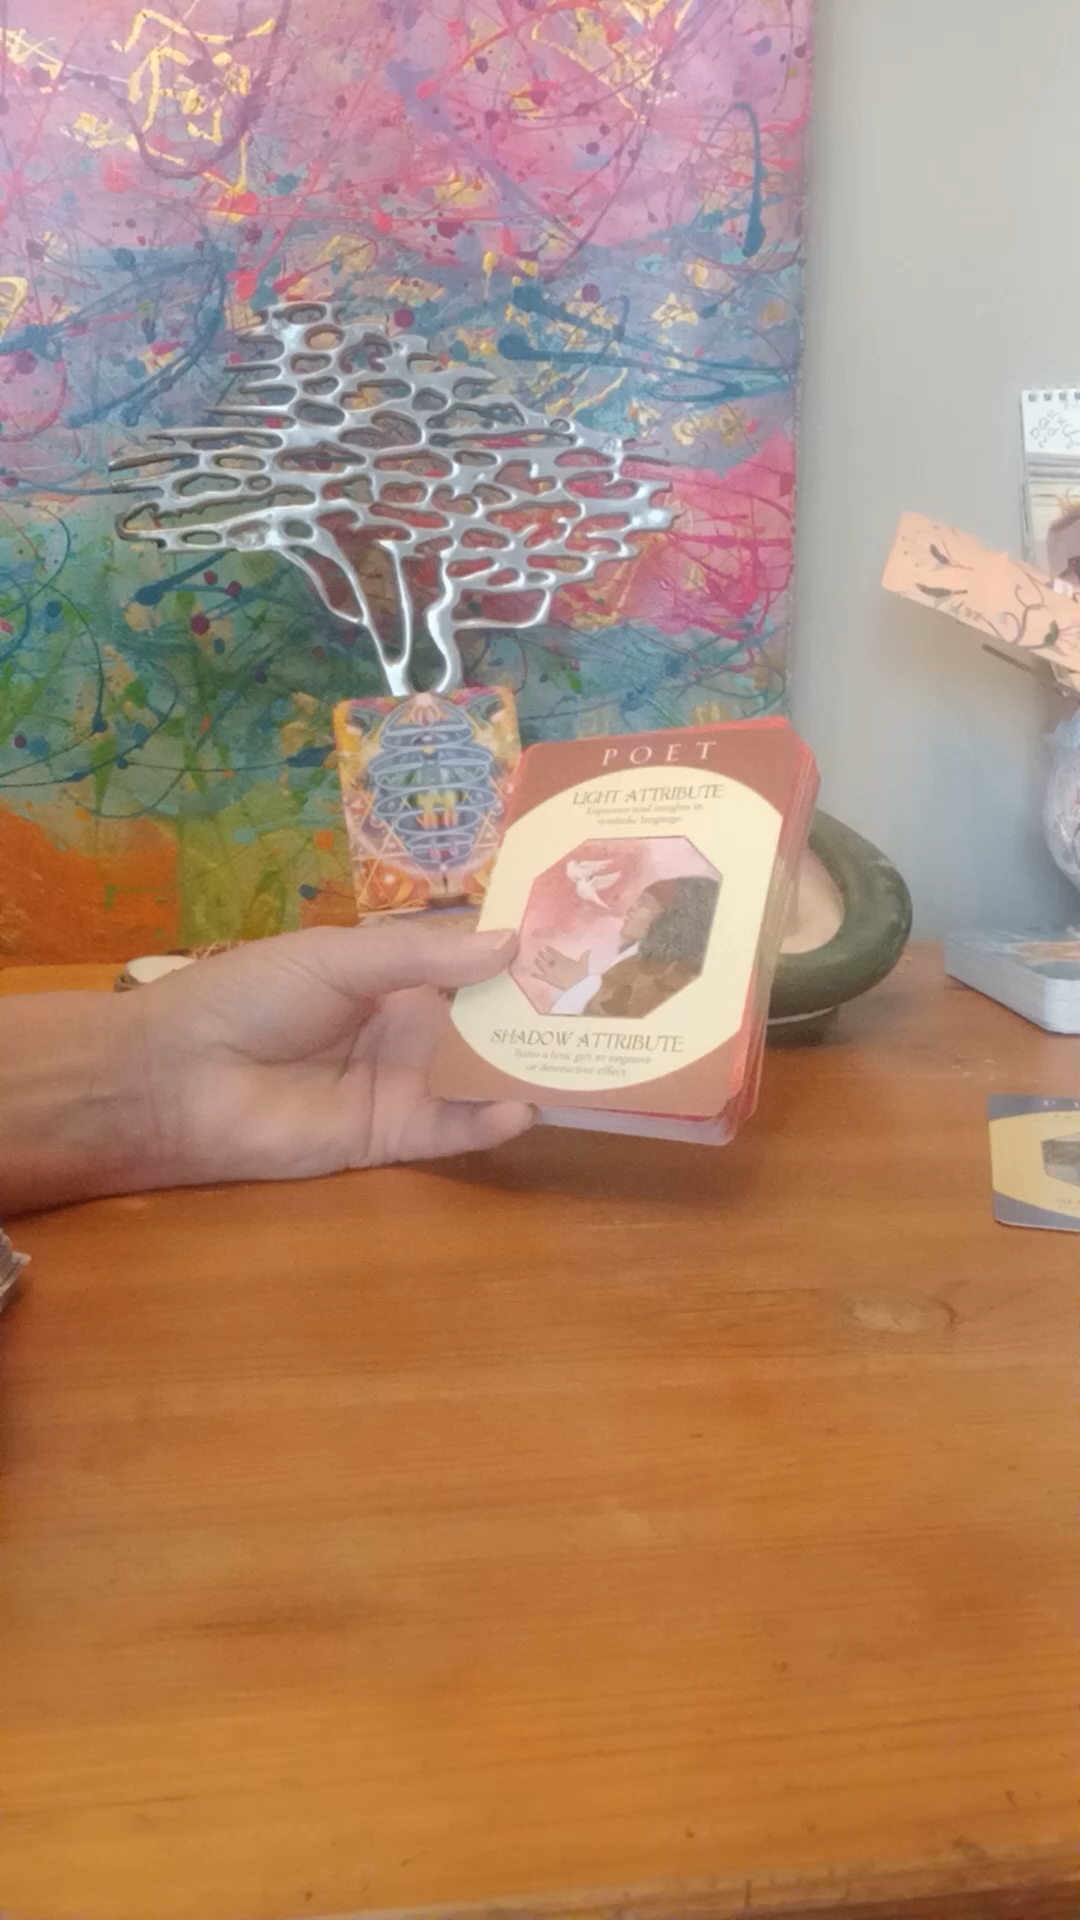 POET
LIGHT ATTRIBUTE
Expresses soul insights in
symbolic language.
SHADOW ATTRIBUTE
Turns a lyric gift to negative
or destructive effect.